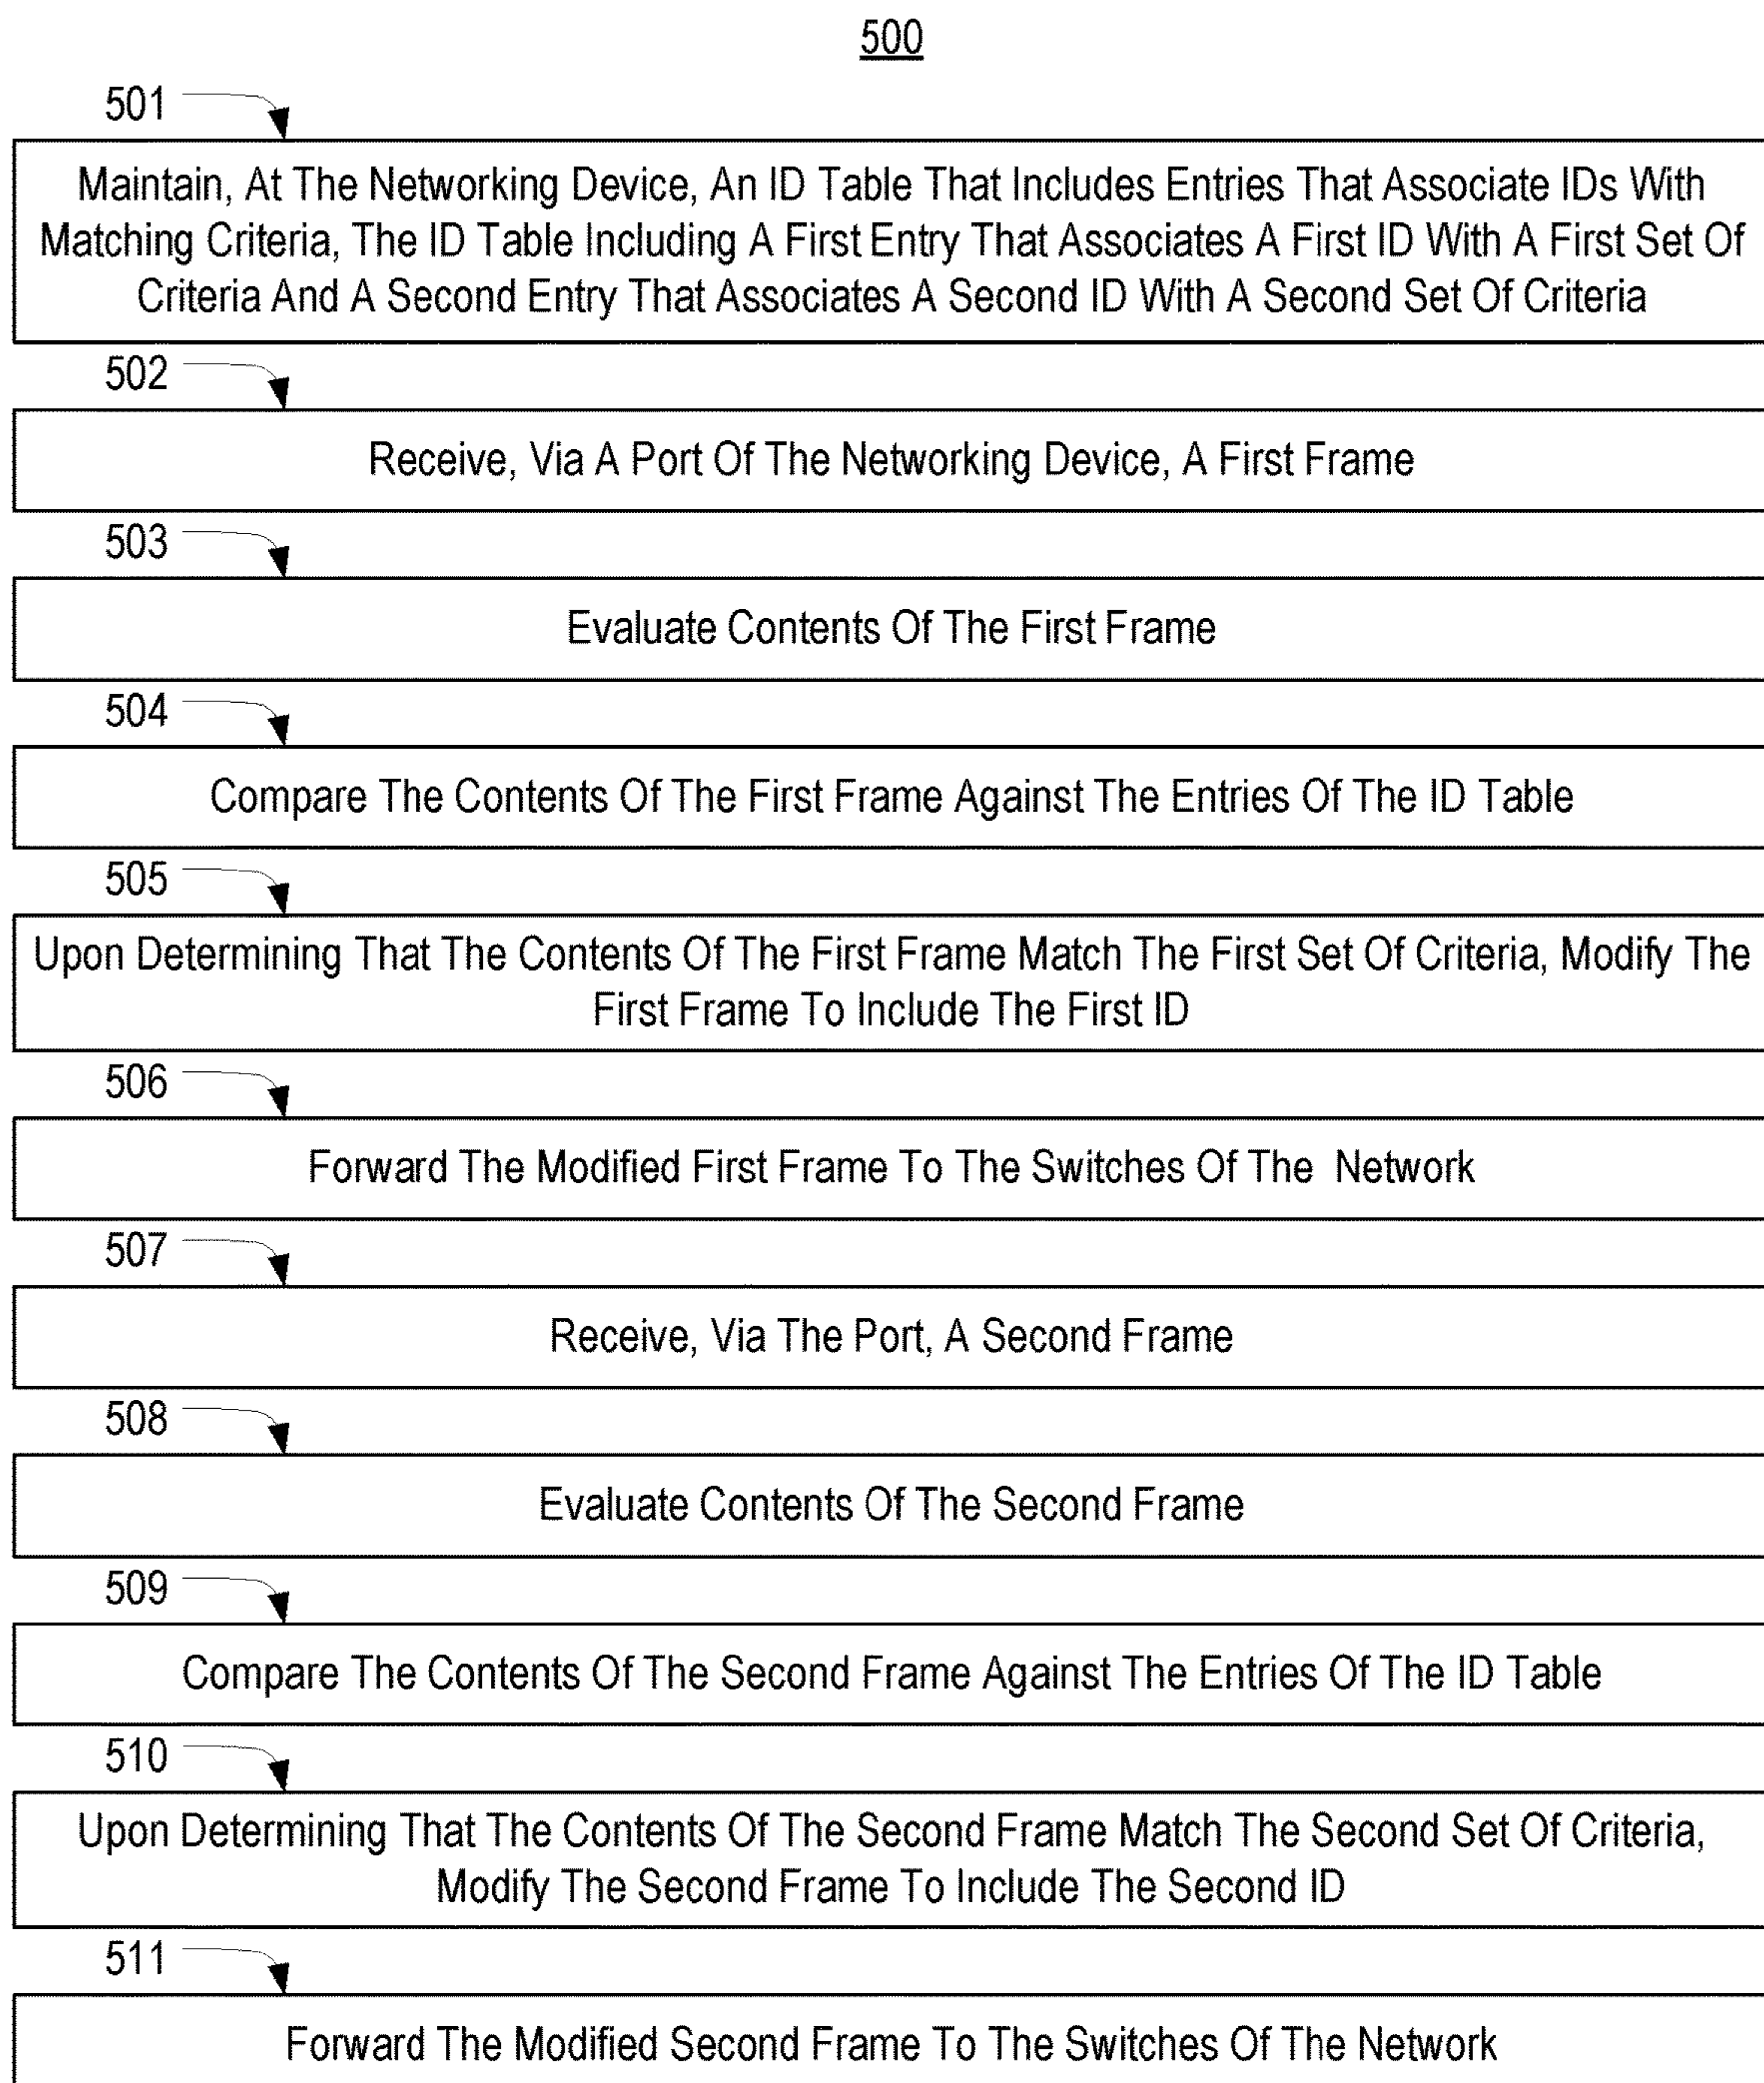 500
501
Maintain, At The Networking Device, An ID Table That Includes Entries That Associate IDs With
Matching Criteria, The ID Table Including A First Entry That Associates A First ID With A First Set Of
Criteria And A Second Entry That Associates A Second ID With A Second Set Of Criteria
502
Receive, Via A Port Of The Networking Device, A First Frame
503
Evaluate Contents Of The First Frame
504
Compare The Contents Of The First Frame Against The Entries Of The ID Table
505
Upon Determining That The Contents Of The First Frame Match The First Set Of Criteria, Modify The
First Frame To Include The First ID
506
Forward The Modified First Frame To The Switches Of The Network
507
Receive, Via The Port, A Second Frame
508
Evaluate Contents Of The Second Frame
509
Compare The Contents Of The Second Frame Against The Entries Of The ID Table
510
Upon Determining That The Contents Of The Second Frame Match The Second Set Of Criteria,
Modify The Second Frame To Include The Second ID
511
Forward The Modified Second Frame To The Switches Of The Network